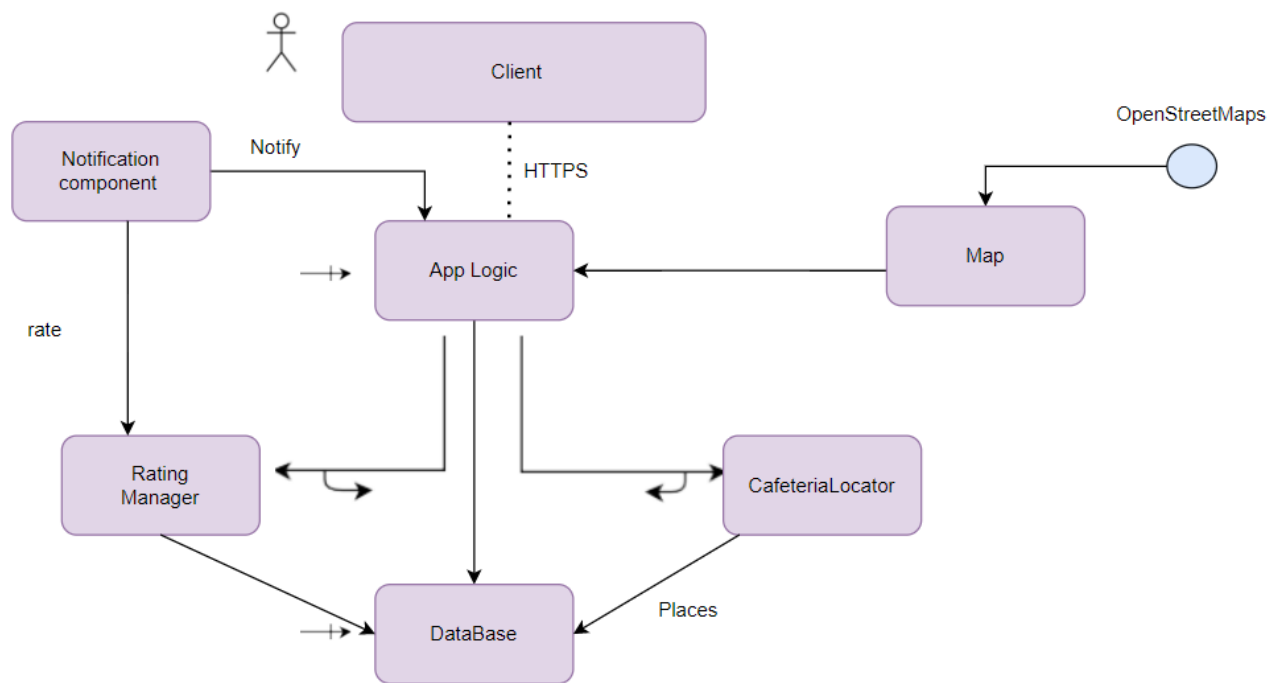 Client
OpenStreetMaps
Notification
component
Notify
HTTPS
App Logic
Map
rate
Rating
Manager
CafeteriaLocator
Places
DataBase